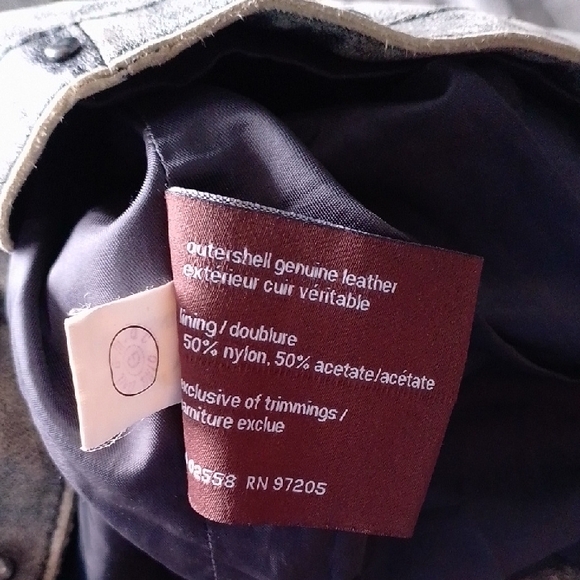 outershell genuine leather
extérieur cuir véritable
lining / doublure
50% nylon, 50% acetate/acétate
exclusive of trimmings /
garniture exclue
02558 RN 97205